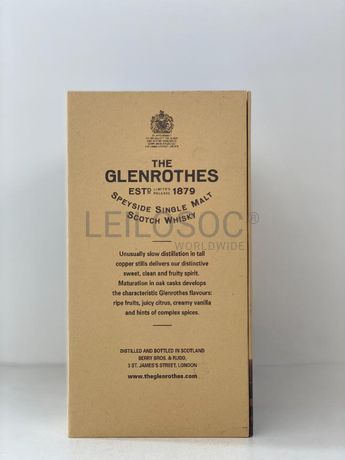 THE
GLENROTHES
ESTD LIMITED RELEASE 1879
SPEYSIDE SINGLE MALT
SCOTCH WHISKY
LEILOSOC®
WORLDWIDE
Unusually slow distillation in tall
copper stills delivers our distinctive
sweet, clean and fruity spirit.
Maturation in oak casks develops
the characteristic Glenrothes flavours:
ripe fruits, juicy citrus, creamy vanilla
and hints of complex spices.
DISTILLED AND BOTTLED IN SCOTLAND
BERRY BROS. & RUDD,
3 ST. JAMES'S STREET, LONDON
www.theglenrothes.com